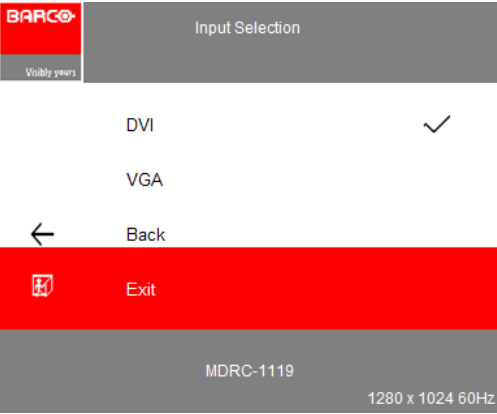 BARCO
Visibly yours
Input Selection
DVI
VGA
Back
Exit
MDRC-1119
1280 x 1024 60Hz